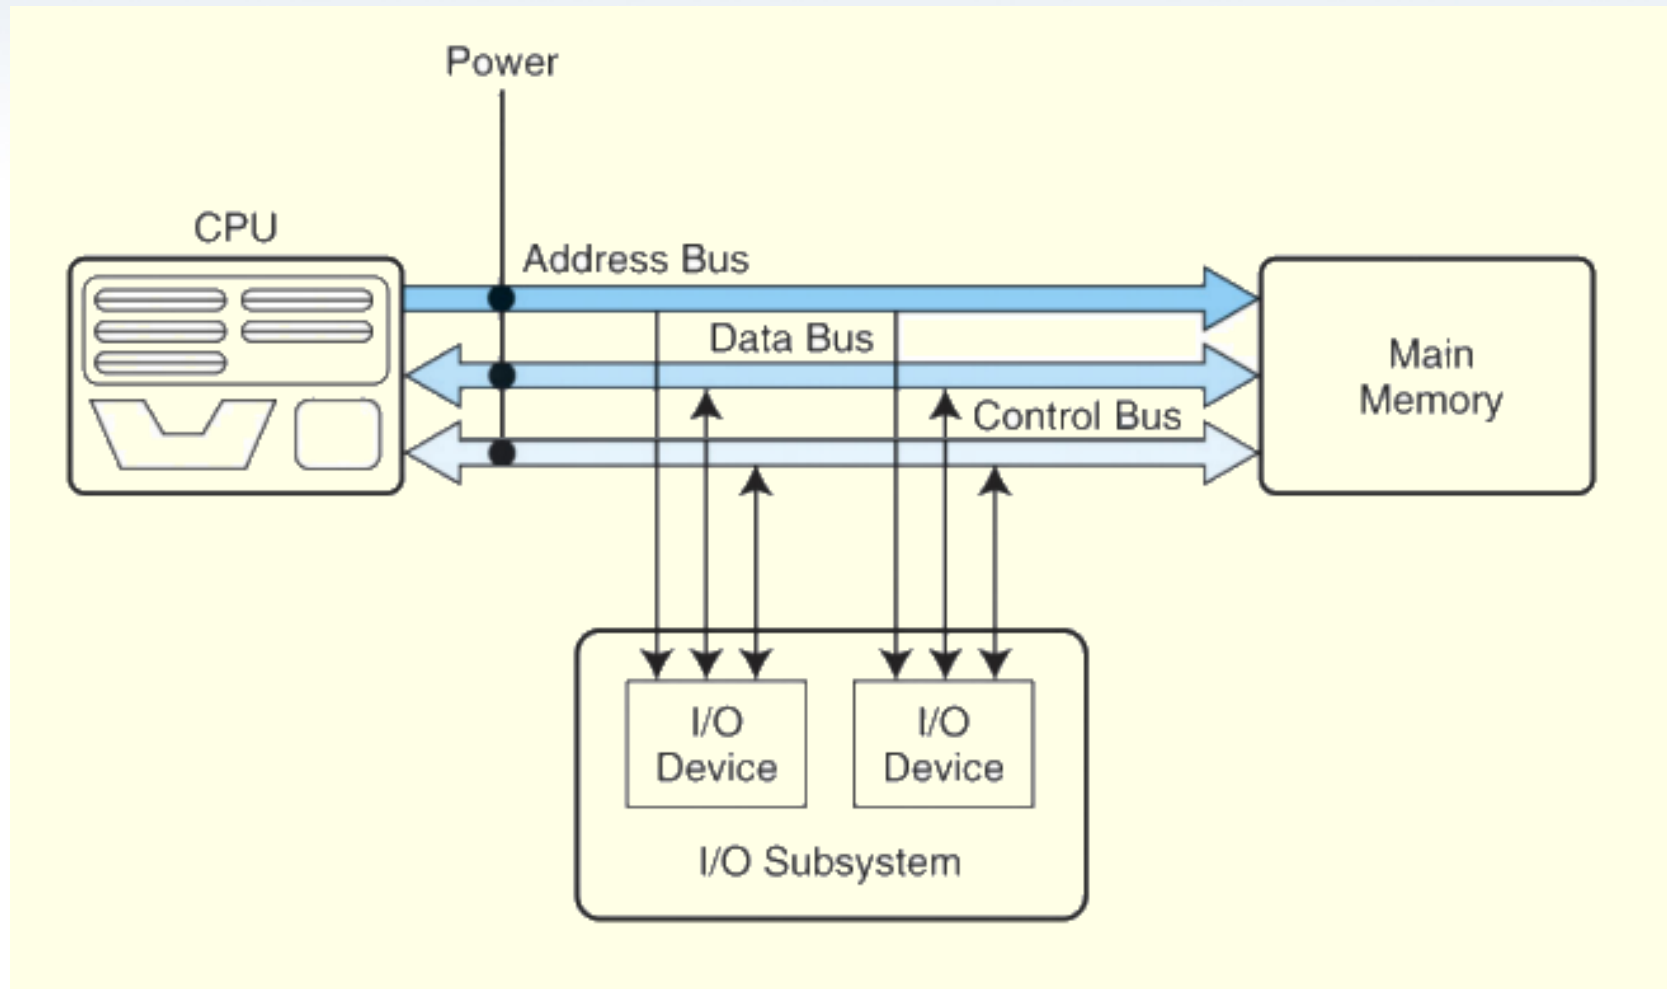 Power
CPU
Address Bus
Data Bus
Control Bus
Main
Memory
I/O
Device
I/O
Device
I/O Subsystem